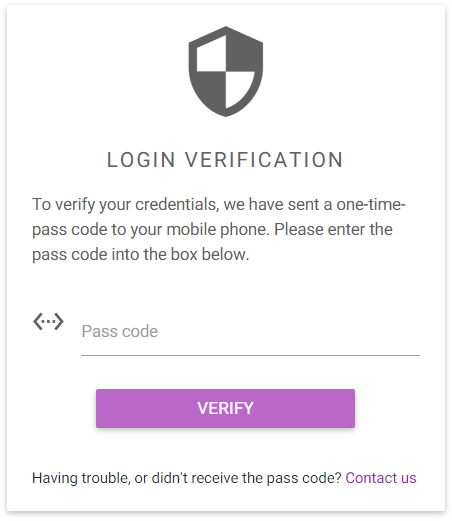 LOGIN VERIFICATION
To verify your credentials, we have sent a one-time-
pass code to your mobile phone. Please enter the
pass code into the box below.
Pass code
VERIFY
Having trouble, or didn't receive the pass code? Contact us